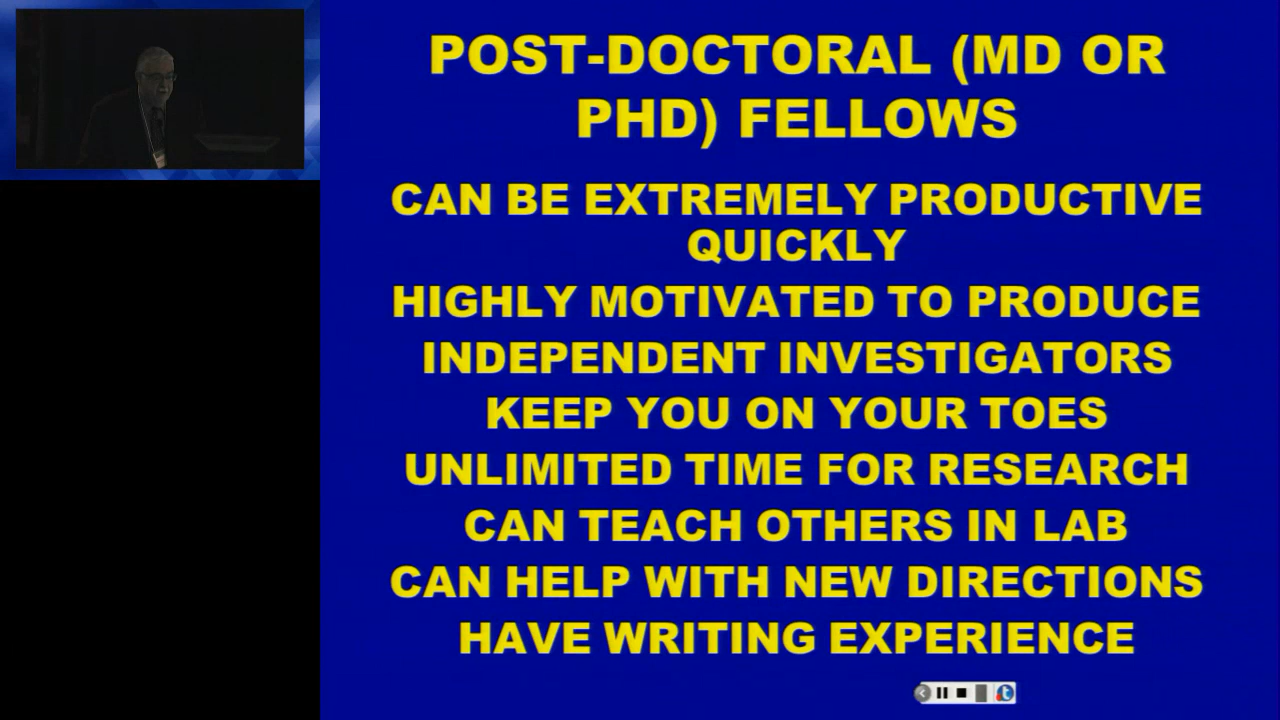 POST-DOCTORAL (MD OR
PHD) FELLOWS
CAN BE EXTREMELY PRODUCTIVE
QUICKLY
HIGHLY MOTIVATED TO PRODUCE
INDEPENDENT INVESTIGATORS
KEEP YOU ON YOUR TOES
UNLIMITED TIME FOR RESEARCH
CAN TEACH OTHERS IN LAB
CAN HELP WITH NEW DIRECTIONS
HAVE WRITING EXPERIENCE